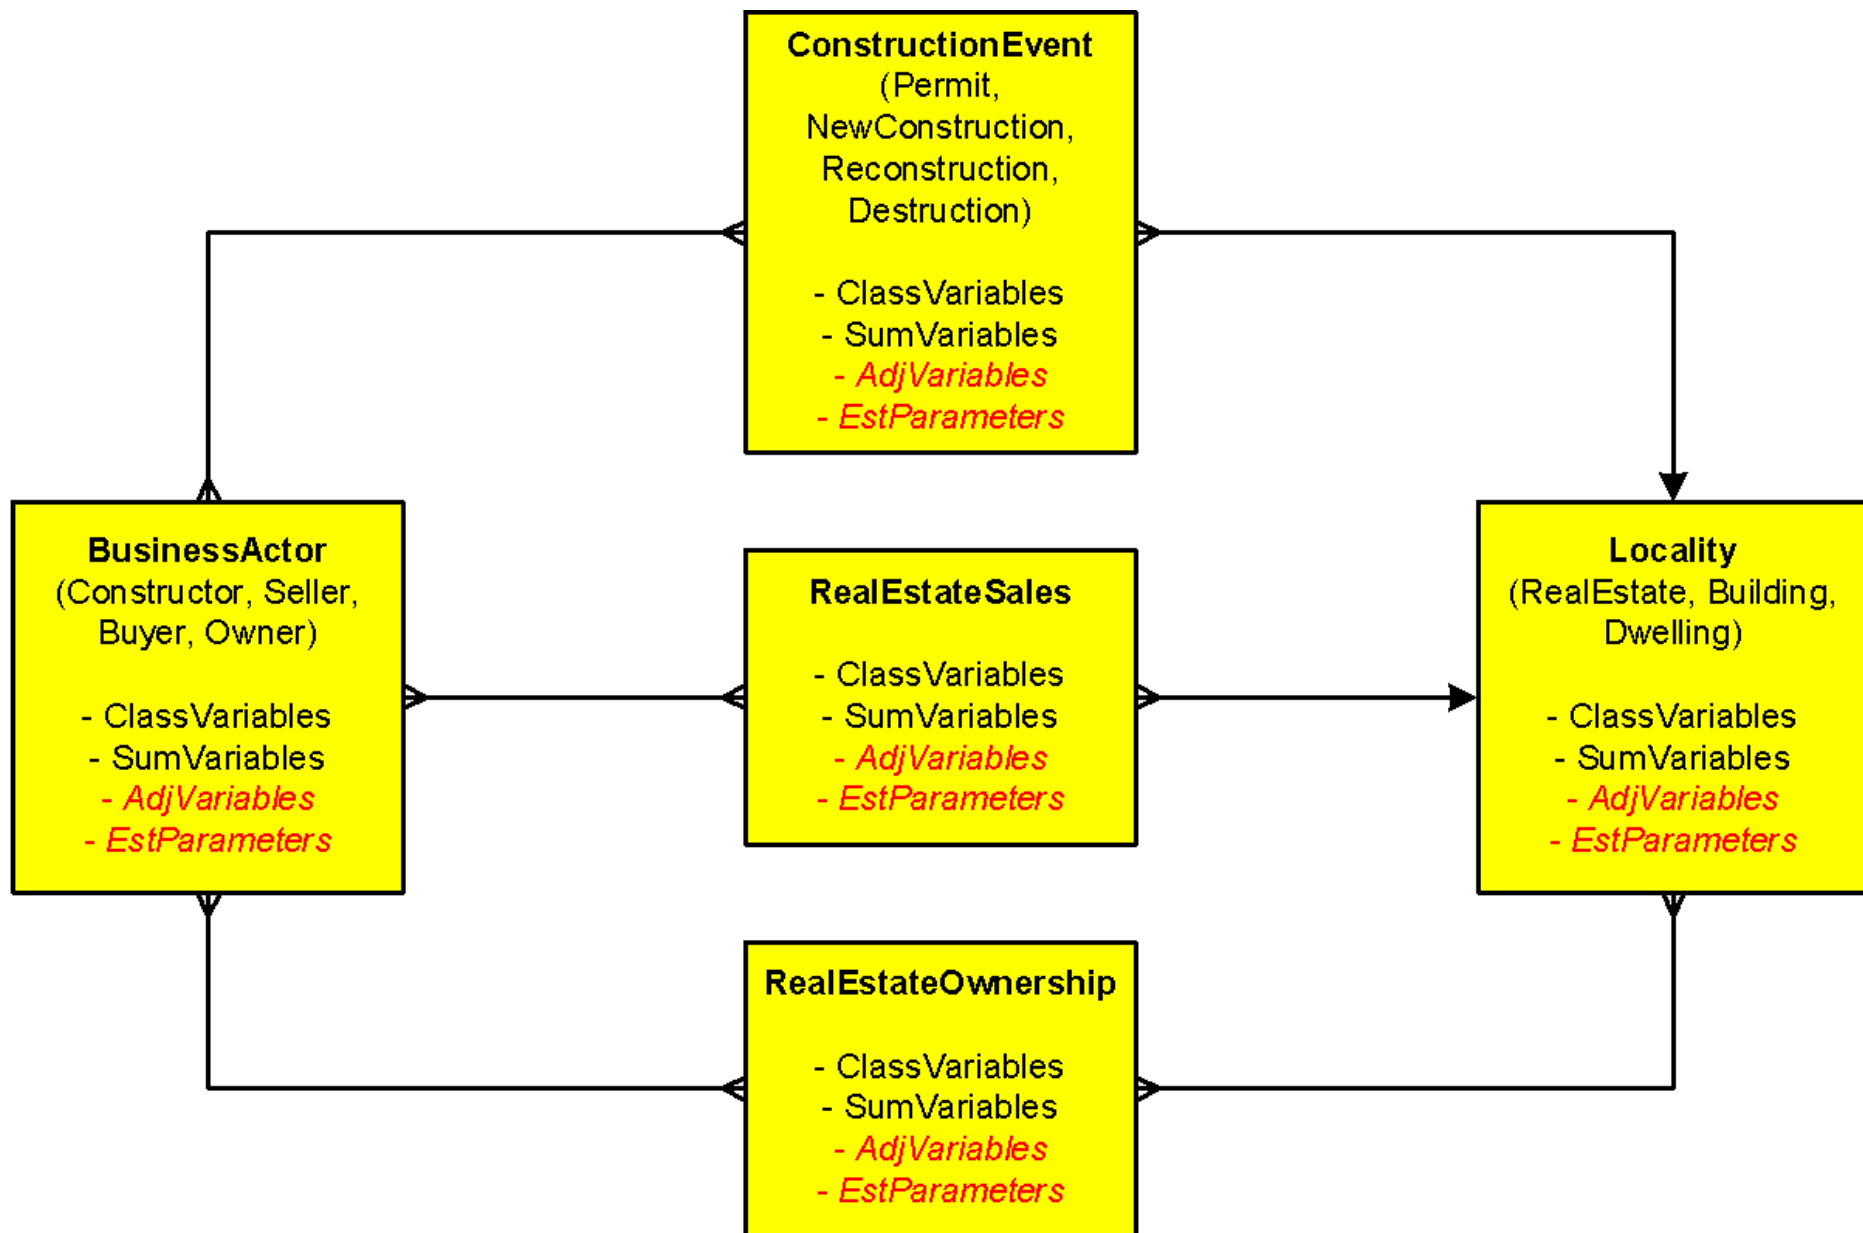 ConstructionEvent
(Permit,
NewConstruction,
Reconstruction,
Destruction)
- ClassVariables
- SumVariables
- AdjVariables
- EstParameters
BusinessActor
(Constructor, Seller,
Buyer, Owner)
- ClassVariables
- SumVariables
- AdjVariables
- EstParameters
RealEstateSales
- ClassVariables
- SumVariables
- AdjVariables
- EstParameters
Locality
(RealEstate, Building,
Dwelling)
- ClassVariables
- SumVariables
- AdjVariables
- EstParameters
RealEstateOwnership
- ClassVariables
- SumVariables
- AdjVariables
- EstParameters